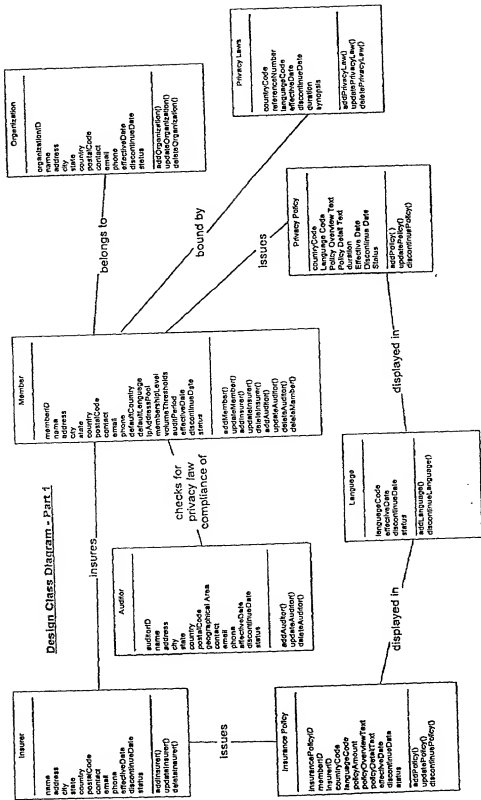 Design Class Diagram - Part 1
Insurer
name
address
city
state
country
postalCode
contact
email
phone
effectiveDate
discontinueDate
status
addInsurer()
updateInsurer()
deleteInsurer()
insures
Member
memberID
name
address
city
state
country
postalCode
contact
email
phone
defaultCountry
defaultLanguage
ipAddressPool
membershipLevel
volumeThresholds
auditPeriod
effectiveDate
discontinueDate
status
addMember()
updateMember()
addInsurer()
updateInsurer()
deleteInsurer()
addAuditor()
updateAuditor()
deleteAuditor()
deleteMember()
belongs to
Organization
organizationID
name
address
city
state
country
postalCode
contact
email
phone
effectiveDate
discontinueDate
status
addOrganization()
updateOrganization()
deleteOrganization()
Auditor
auditorID
name
address
city
state
country
postalCode
geographical Area
contact
email
phone
effectiveDate
discontinueDate
status
addAuditor()
updateAuditor()
deleteAuditor()
checks for
privacy law
compliance of
bound by
Issues
Issues
Privacy Laws
countryCode
referenceNumber
languageCode
effectiveDate
discontinueDate
duration
synopsis
addPrivacyLaw()
updatePrivacyLaw()
deletePrivacyLaw()
Insurance Policy
insurancePolicyID
memberID
insurerID
countryCode
languageCode
policyAmount
policyOverviewText
policyDetailText
effectiveDate
discontinueDate
status
addPolicy()
updatePolicy()
discontinuePolicy()
displayed in
Language
languageCode
effectiveDate
discontinueDate
status
addLanguage()
discontinueLanguage()
displayed in
Privacy Policy
countryCode
Language Code
Policy Overview Text
Policy Detail Text
duration
Effective Date
Discontinue Date
Status
addPolicy()
updatePolicy()
discontinuePolicy()